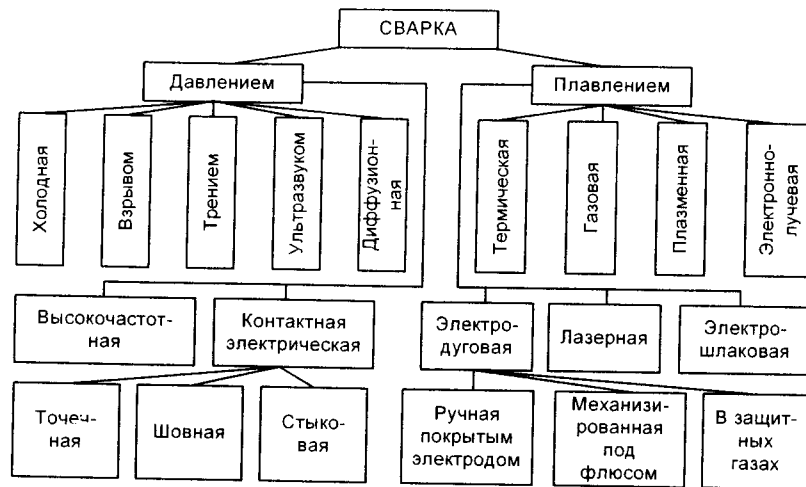 СВАРКА
Давлением
Плавлением
Холодная
Взрывом
Трением
Ультразвуком
Диффузион-
ная
Термическая
Газовая
Плазменная
Электронно-
лучевая
Высокочастот-
ная
Контактная
электрическая
Электро-
дуговая
Лазерная
Электро-
шлаковая
Точеч-
ная
Шовная
Стыко-
вая
Ручная
покрытым
электродом
Механизи-
рованная
под
флюсом
В защит-
ных
газах